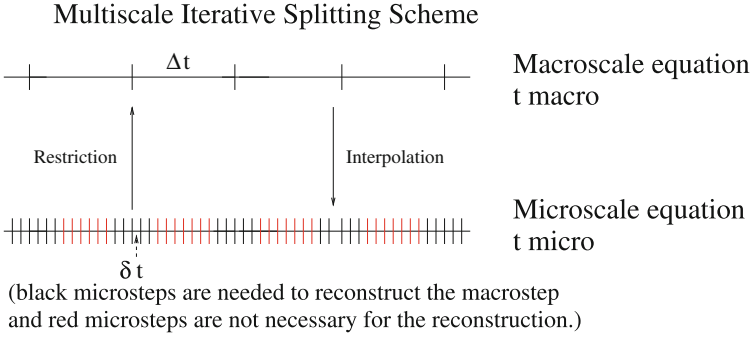 Multiscale Iterative Splitting Scheme
Δt
Macroscale equation
t macro
Restriction
Interpolation
Microscale equation
t micro
δ t
(black microsteps are needed to reconstruct the macrostep
and red microsteps are not necessary for the reconstruction.)